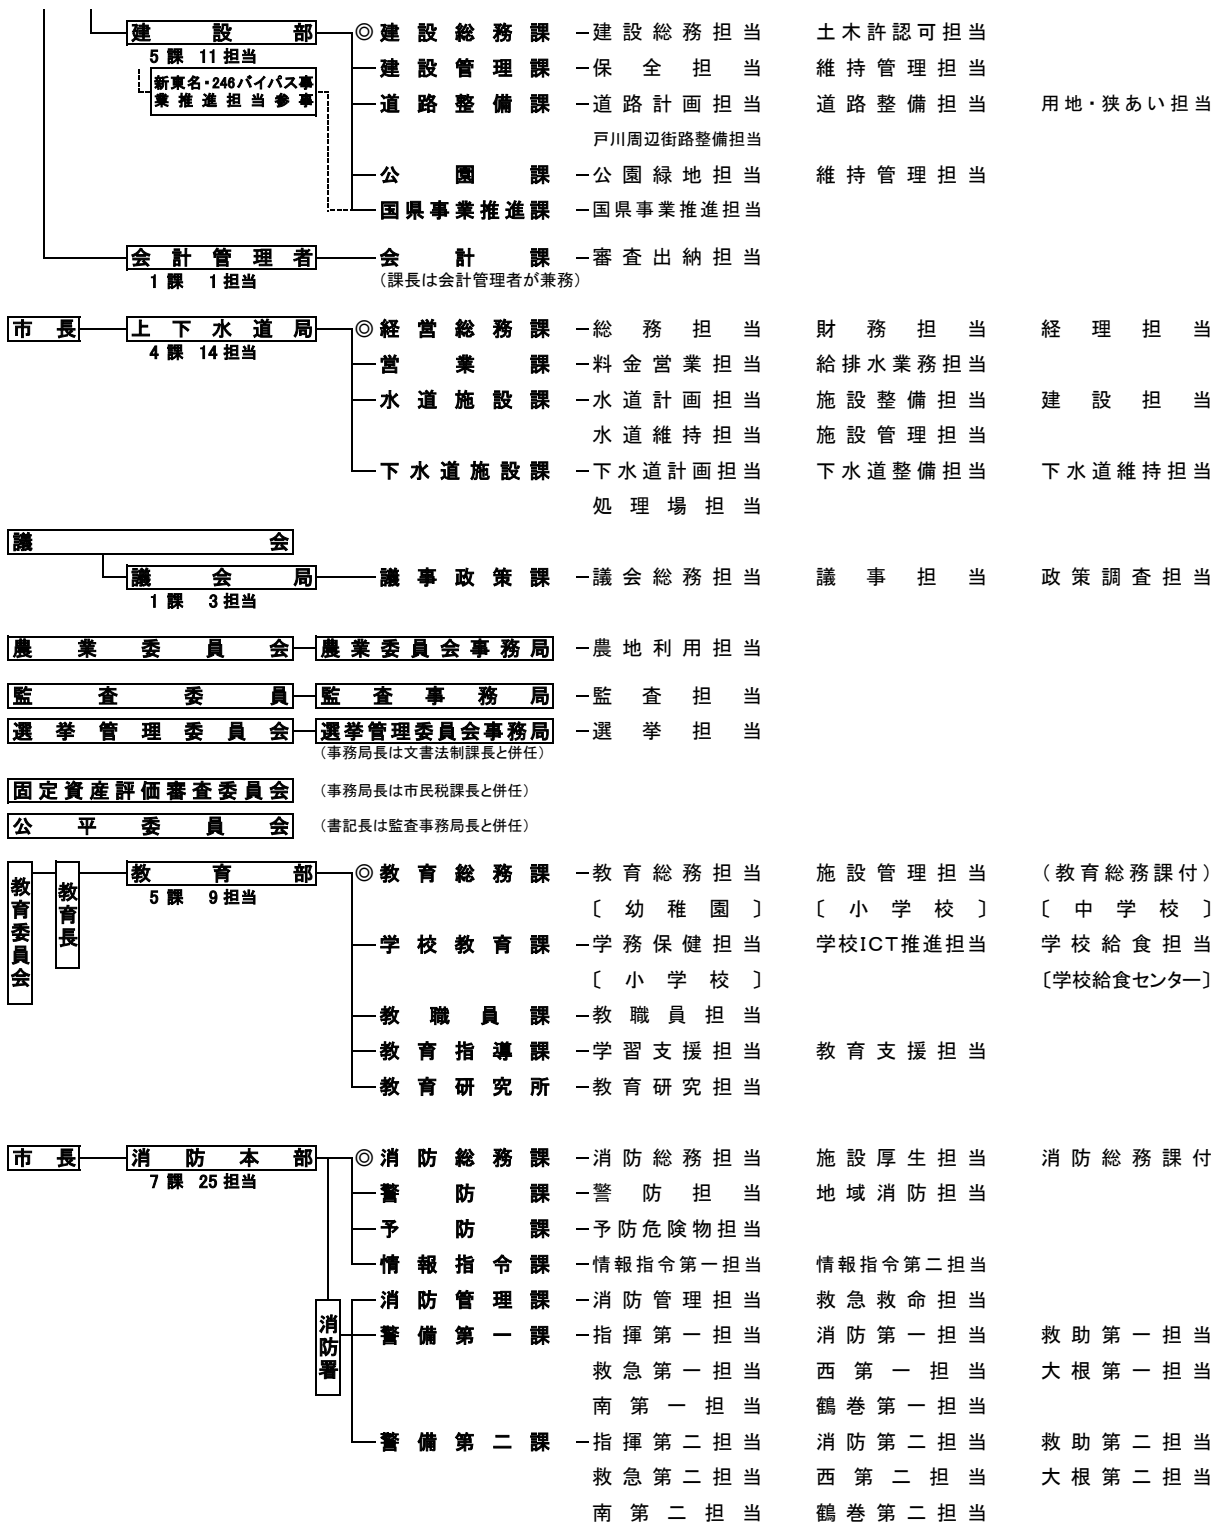 建設部 ◎建設総務課 －建設総務担当 土木許認可担当
5課 11担当
建設管理課 －保全担当 維持管理担当
新東名・246バイパス事
業推進担当参事
道路整備課 －道路計画担当 道路整備担当 用地・狭あい担当
戸川周辺街路整備担当
公園課 －公園緑地担当 維持管理担当
国県事業推進課 －国県事業推進担当
会計管理者 会計課 －審査出納担当
1課 1担当 （課長は会計管理者が兼務）
市長 上下水道局 ◎経営総務課 －総務担当 財務担当 経理担当
4課 14担当
営業課 －料金営業担当 給排水業務担当
水道施設課 －水道計画担当 施設整備担当 建設担当
水道維持担当 施設管理担当
下水道施設課 －下水道計画担当 下水道整備担当 下水道維持担当
処理場担当
議会
議会局 議事政策課 －議会総務担当 議事担当 政策調査担当
1課 3担当
農業委員会 農業委員会事務局 －農地利用担当
監査委員 監査事務局 －監査担当
選挙管理委員会 選挙管理委員会事務局 －選挙担当
（事務局長は文書法制課長と併任）
固定資産評価審査委員会 （事務局長は市民税課長と併任）
公平委員会 （書記長は監査事務局長と併任）
教育委員会 教育長 教育部 ◎教育総務課 －教育総務担当 施設管理担当 （教育総務課付）
5課 9担当
〔幼稚園〕 〔小学校〕 〔中学校〕
学校教育課 －学務保健担当 学校ICT推進担当 学校給食担当
〔小学校〕 〔学校給食センター〕
教職員課 －教職員担当
教育指導課 －学習支援担当 教育支援担当
教育研究所 －教育研究担当
市長 消防本部 ◎消防総務課 －消防総務担当 施設厚生担当 消防総務課付
7課 25担当
警防課 －警防担当 地域消防担当
予防課 －予防危険物担当
情報指令課 －情報指令第一担当 情報指令第二担当
消防署 消防管理課 －消防管理担当 救急救命担当
警備第一課 －指揮第一担当 消防第一担当 救助第一担当
救急第一担当 西第一担当 大根第一担当
南第一担当 鶴巻第一担当
警備第二課 －指揮第二担当 消防第二担当 救助第二担当
救急第二担当 西第二担当 大根第二担当
南第二担当 鶴巻第二担当